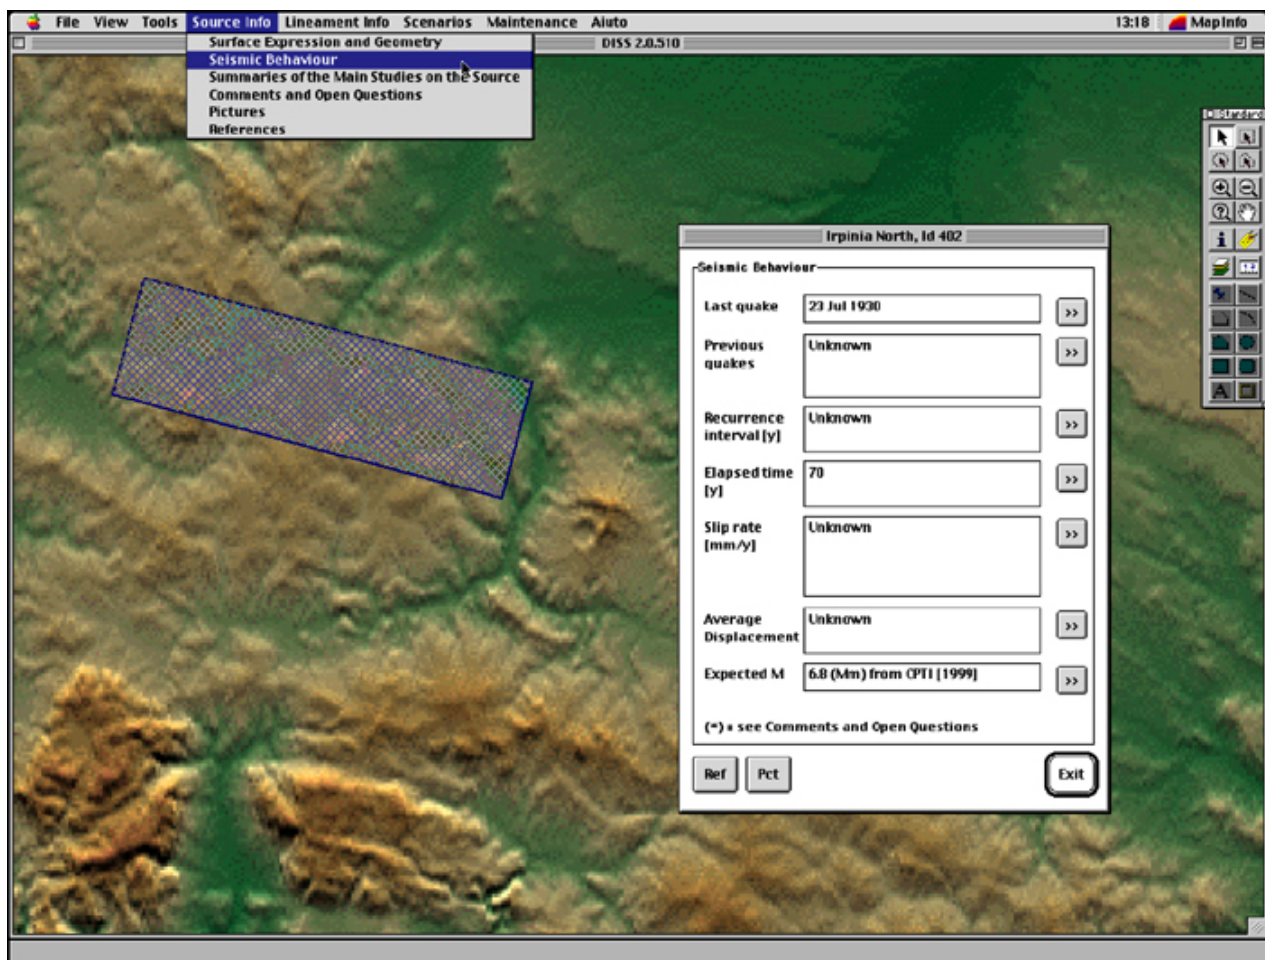 File View Tools Source Info Lineament Info Scenarios Maintenance Aiuto 13:18 MapInfo
DISS 2.0.510
Surface Expression and Geometry
Seismic Behaviour
Summaries of the Main Studies on the Source
Comments and Open Questions
Pictures
References
Standard
Irpinia North, Id 402
Seismic Behaviour
Last quake 23 Jul 1930 >>
Previous quakes Unknown >>
Recurrence interval [y] Unknown >>
Elapsed time [y] 70 >>
Slip rate [mm/y] Unknown >>
Average Displacement Unknown >>
Expected M 6.8 (Mm) from CPTI [1999] >>
(*) = see Comments and Open Questions
Ref Pct Exit